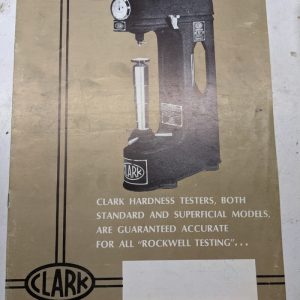 CLARK
CLARK HARDNESS TESTERS, BOTH
STANDARD AND SUPERFICIAL MODELS,
ARE GUARANTEED ACCURATE
FOR ALL "ROCKWELL TESTING"...
CLARK